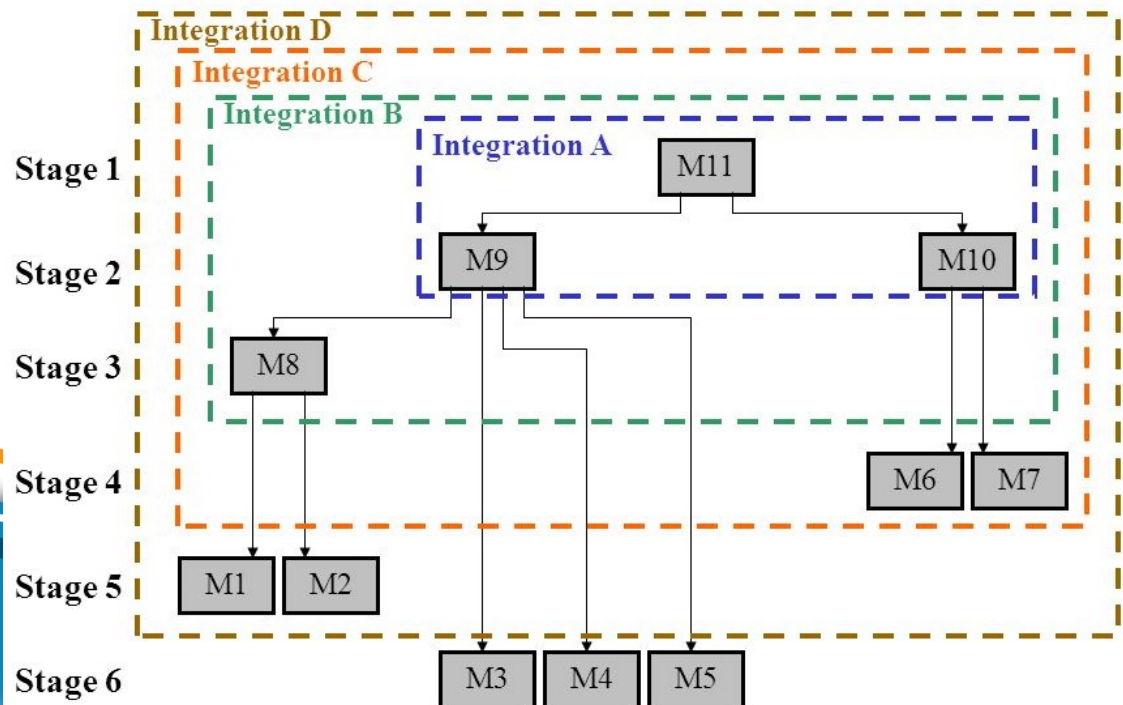 Integration D
Integration C
Integration B
Integration A
Stage 1
M11
Stage 2
M9
M10
Stage 3
M8
Stage 4
M6
M7
Stage 5
M1
M2
Stage 6
M3
M4
M5